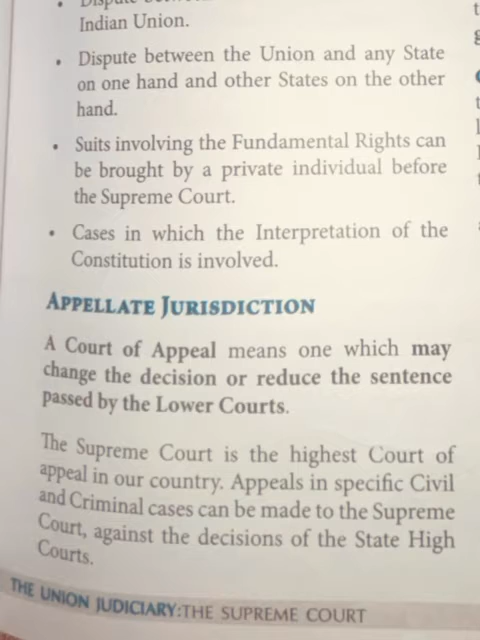 • Dispute between
Indian Union.
• Dispute between the Union and any State
on one hand and other States on the other
hand.
• Suits involving the Fundamental Rights can
be brought by a private individual before
the Supreme Court.
• Cases in which the Interpretation of the
Constitution is involved.
APPELLATE JURISDICTION
A Court of Appeal means one which may
change the decision or reduce the sentence
passed by the Lower Courts.
The Supreme Court is the highest Court of
appeal in our country. Appeals in specific Civil
and Criminal cases can be made to the Supreme
Court, against the decisions of the State High
Courts.
THE UNION JUDICIARY:THE SUPREME COURT